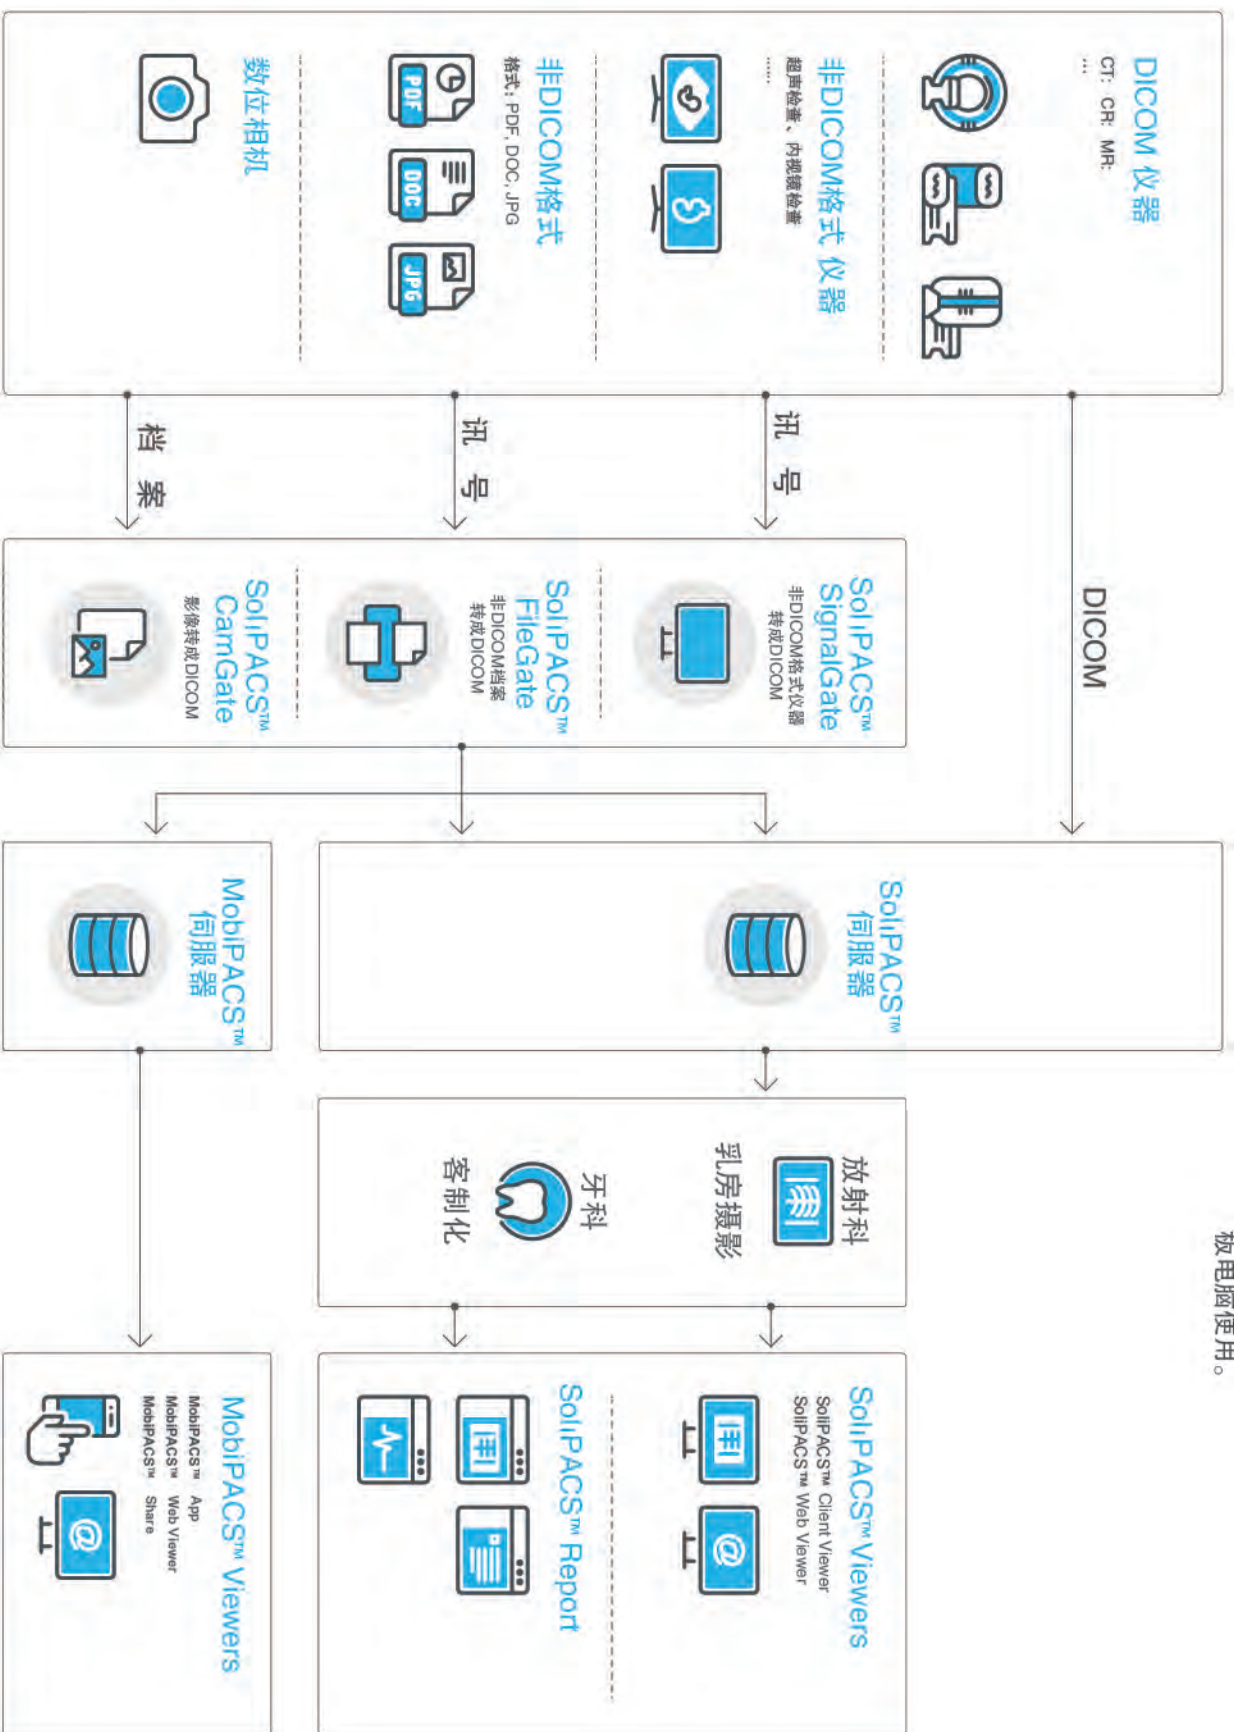 板电脑使用。
DICOM 仪器
CT: CR: MR:
...
非DICOM格式 仪器
超声检查、内视镜检查
......
非DICOM格式
格式: PDF, DOC, JPG
PDF
DOC
JPG
数位相机
DICOM
讯 号
讯 号
档 案
SoliPACS™
SignalGate
非DICOM格式仪器
转成DICOM
SoliPACS™
FileGate
非DICOM档案
转成DICOM
SoliPACS™
CamGate
影像转成DICOM
SoliPACS™
伺服器
MobiPACS™
伺服器
放射科
乳房摄影
牙科
客制化
SoliPACS™ Viewers
SoliPACS™ Client Viewer
SoliPACS™ Web Viewer
@
SoliPACS™ Report
MobiPACS™ Viewers
MobiPACS™ App
MobiPACS™ Web Viewer
MobiPACS™ Share
@